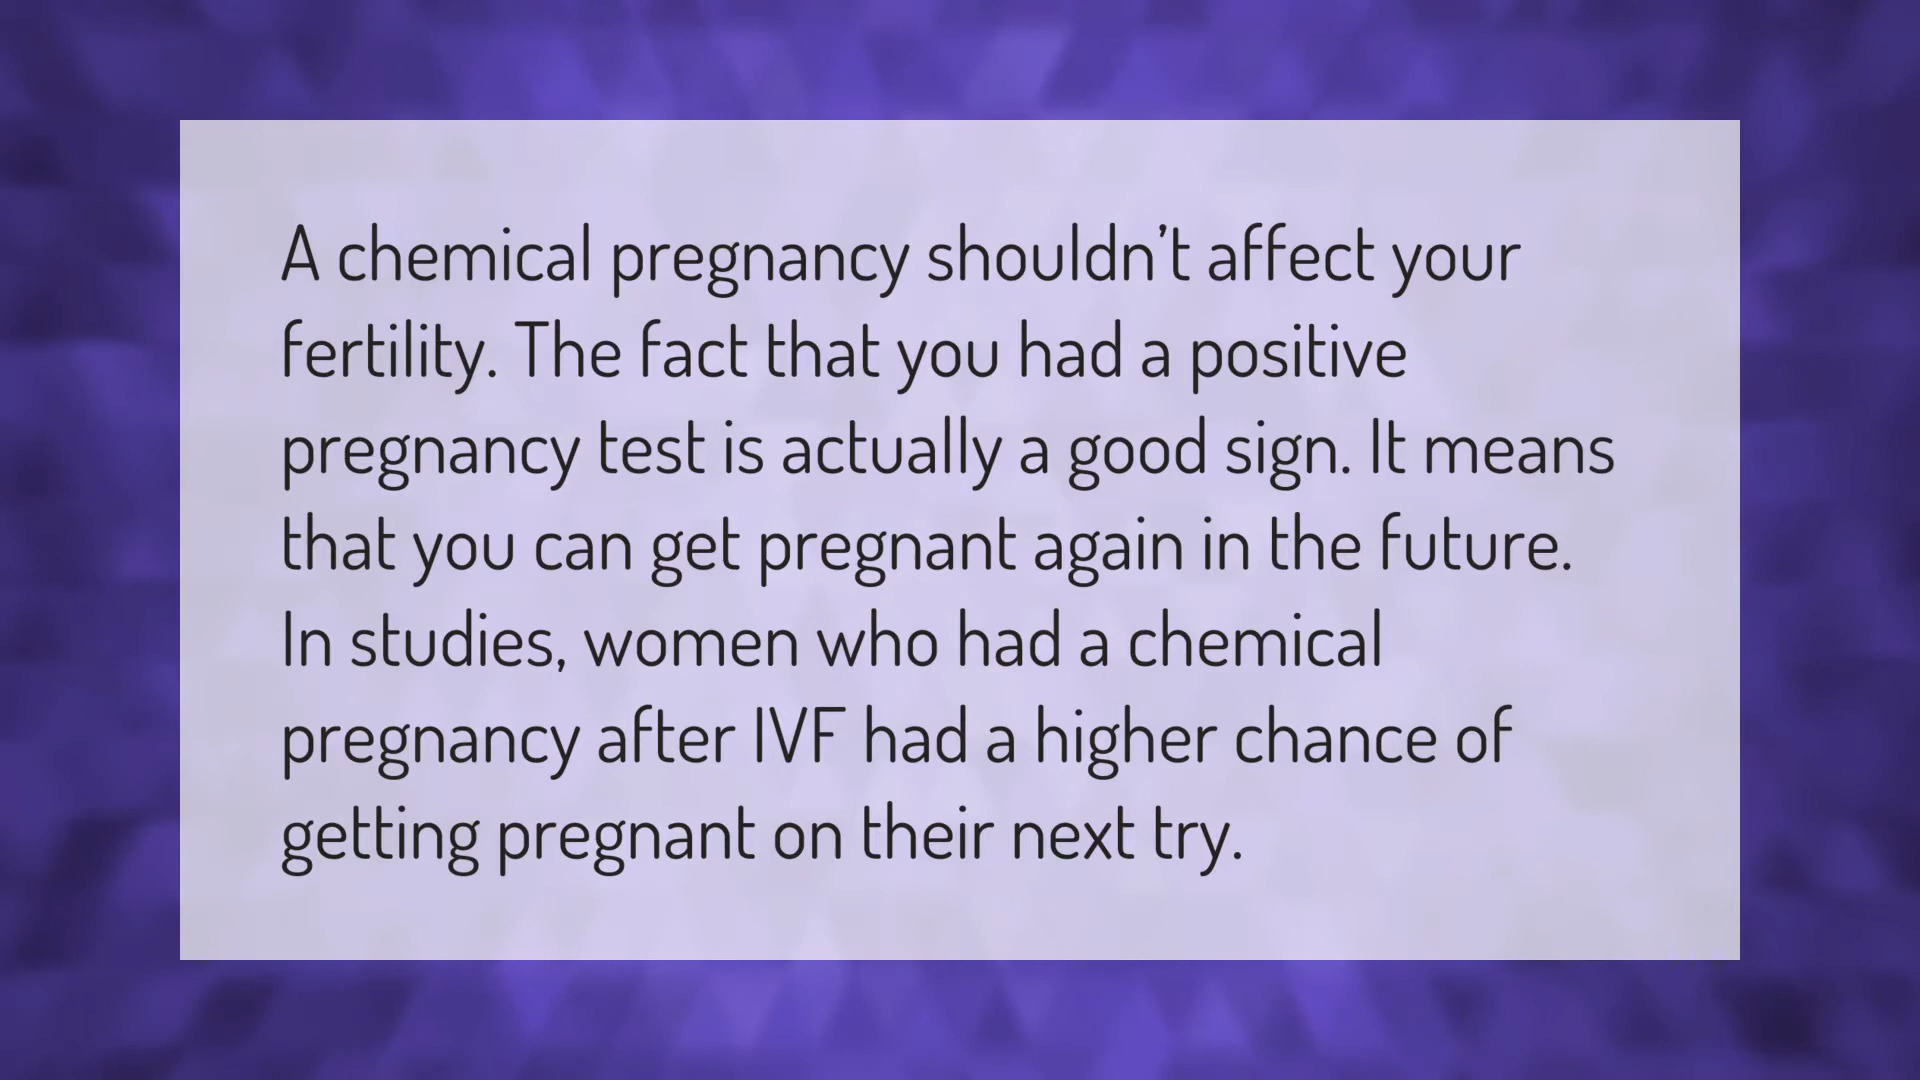 A chemical pregnancy shouldn't affect your
fertility. The fact that you had a positive
pregnancy test is actually a good sign. It means
that you can get pregnant again in the future.
In studies, women who had a chemical
pregnancy after IVF had a higher chance of
getting pregnant on their next try.